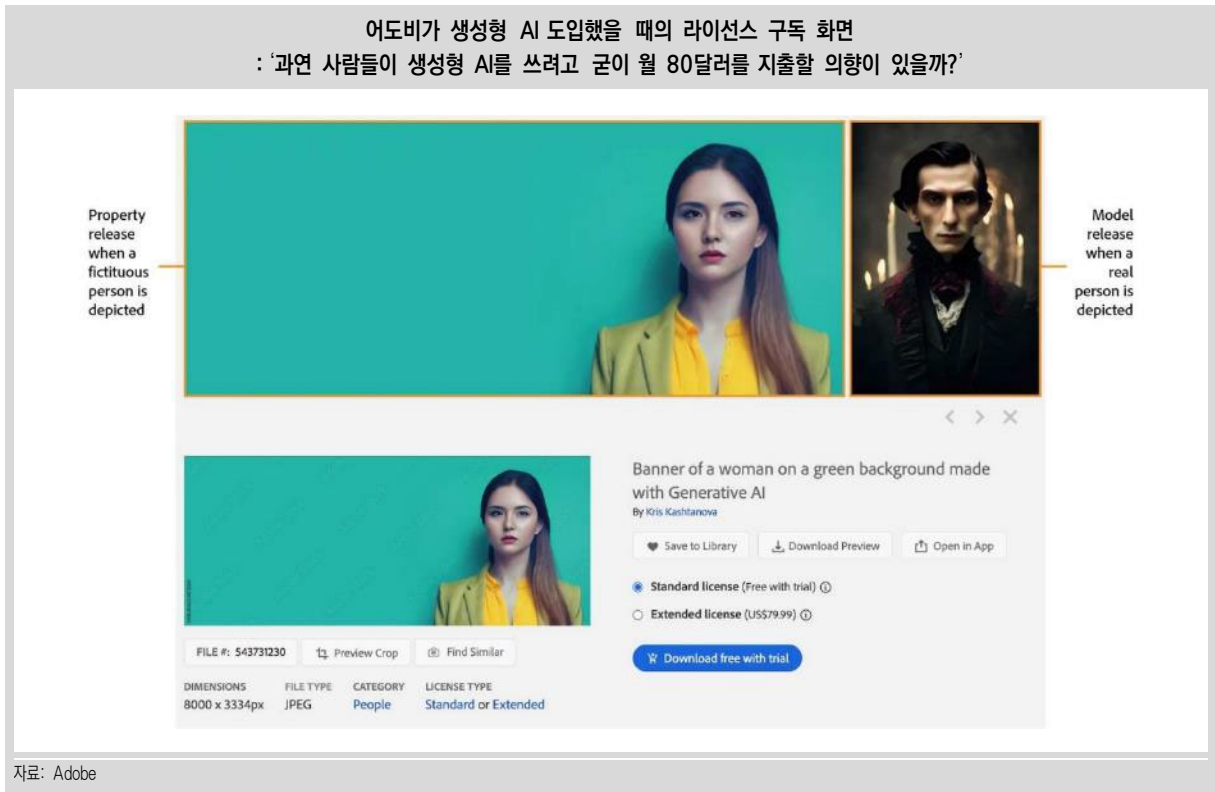 어도비가 생성형 AI 도입했을 때의 라이선스 구독 화면
: ‘과연 사람들이 생성형 AI를 쓰려고 굳이 월 80달러를 지출할 의향이 있을까?’
Property
release
when a
fictituous
person is
depicted
Model
release
when a
real
person is
depicted
Banner of a woman on a green background made
with Generative AI
By Kris Kashtanova
Save to Library
Download Preview
Open in App
Standard license (Free with trial)
Extended license (US$79.99)
Download free with trial
FILE #: 543731230
Preview Crop
Find Similar
DIMENSIONS FILE TYPE CATEGORY LICENSE TYPE
8000 x 3334px JPEG People Standard or Extended
자료: Adobe